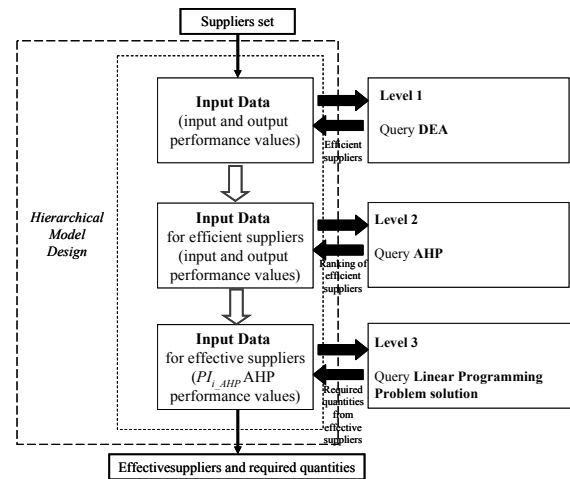 Suppliers set
Input Data
(input and output
performance values)
Level 1
Query DEA
Efficient
suppliers
Hierarchical
Model
Design
Input Data
for efficient suppliers
(input and output
performance values)
Level 2
Query AHP
Ranking of
efficient
suppliers
Input Data
for effective suppliers
(PI i_AHP AHP
performance values)
Level 3
Query Linear Programming
Problem solution
Required
quantities
from
effective
suppliers
Effectivesuppliers and required quantities